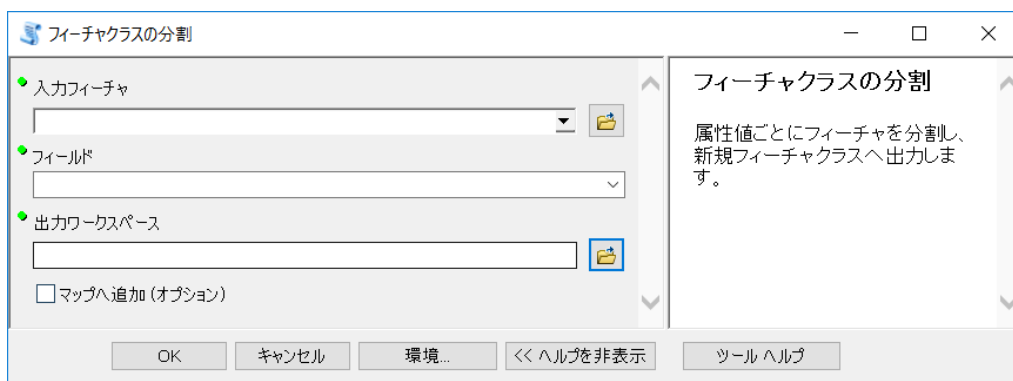 フィーチャクラスの分割
入力フィーチャ
フィールド
出力ワークスペース
マップへ追加 (オプション)
フィーチャクラスの分割
属性値ごとにフィーチャを分割し、
新規フィーチャクラスへ出力しま
す。
OK
キャンセル
環境...
<< ヘルプを非表示
ツール ヘルプ